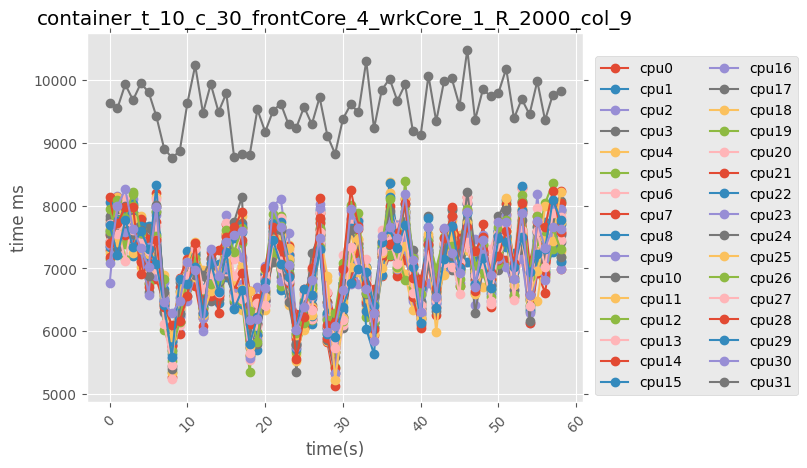 container_t_10_c_30_frontCore_4_wrkCore_1_R_2000_col_9
time ms
10000
9000
8000
7000
6000
5000
0
10
20
30
40
50
60
time(s)
cpu0
cpu1
cpu2
cpu3
cpu4
cpu5
cpu6
cpu7
cpu8
cpu9
cpu10
cpu11
cpu12
cpu13
cpu14
cpu15
cpu16
cpu17
cpu18
cpu19
cpu20
cpu21
cpu22
cpu23
cpu24
cpu25
cpu26
cpu27
cpu28
cpu29
cpu30
cpu31